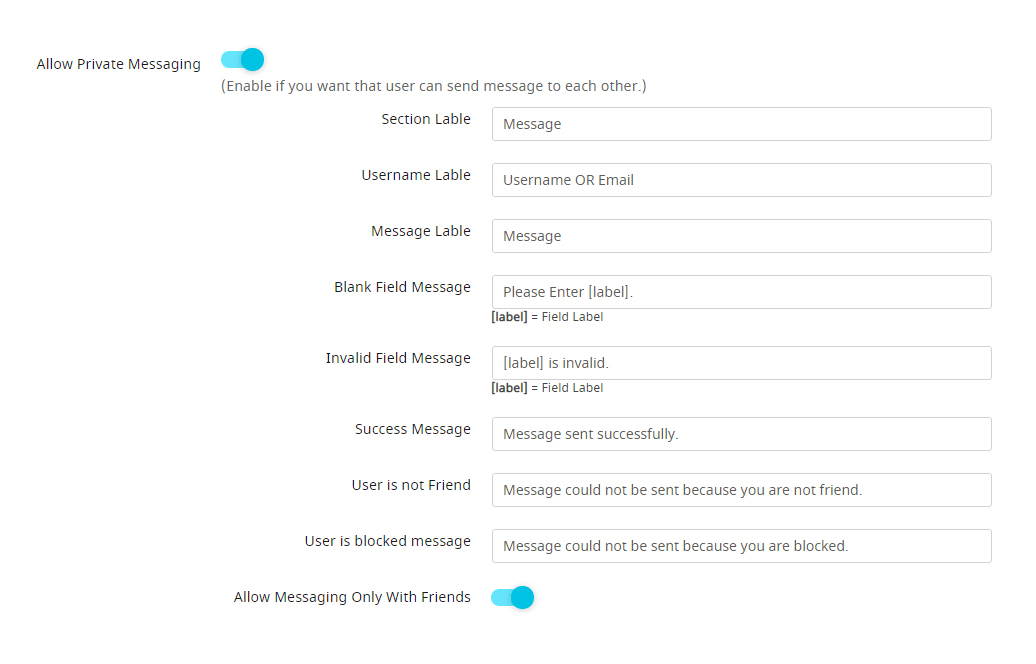 Allow Private Messaging
(Enable if you want that user can send message to each other.)
Section Lable
Message
Username Lable
Username OR Email
Message Lable
Message
Blank Field Message
Please Enter [label].
[label] = Field Label
Invalid Field Message
[label] is invalid.
[label] = Field Label
Success Message
Message sent successfully.
User is not Friend
Message could not be sent because you are not friend.
User is blocked message
Message could not be sent because you are blocked.
Allow Messaging Only With Friends